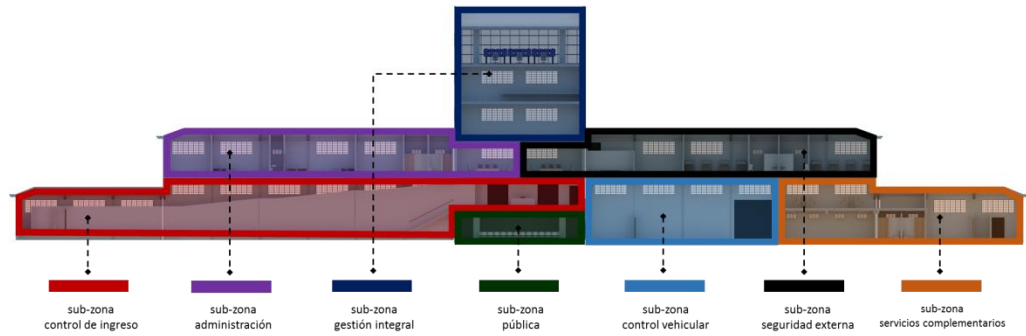 sub-zona
control de ingreso
sub-zona
administración
sub-zona
gestión integral
sub-zona
pública
sub-zona
control vehicular
sub-zona
seguridad externa
sub-zona
servicios complementarios